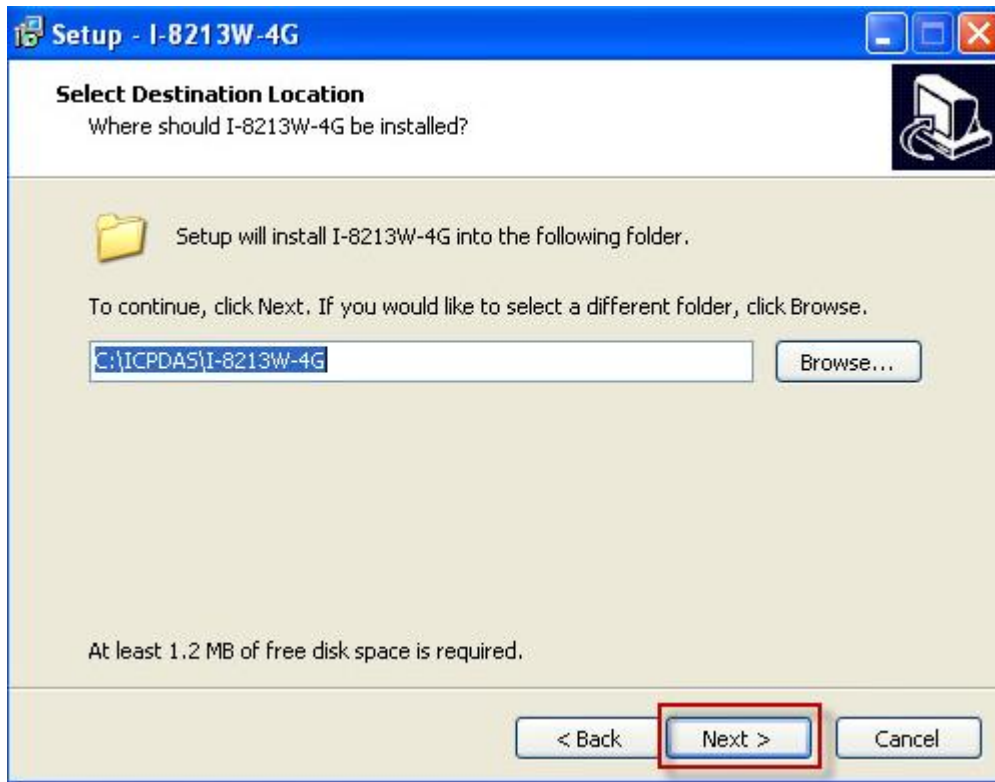 Setup - I-8213W-4G
Select Destination Location
Where should I-8213W-4G be installed?
Setup will install I-8213W-4G into the following folder.
To continue, click Next. If you would like to select a different folder, click Browse.
C:\ICPDAS\I-8213W-4G
Browse...
At least 1.2 MB of free disk space is required.
< Back
Next >
Cancel